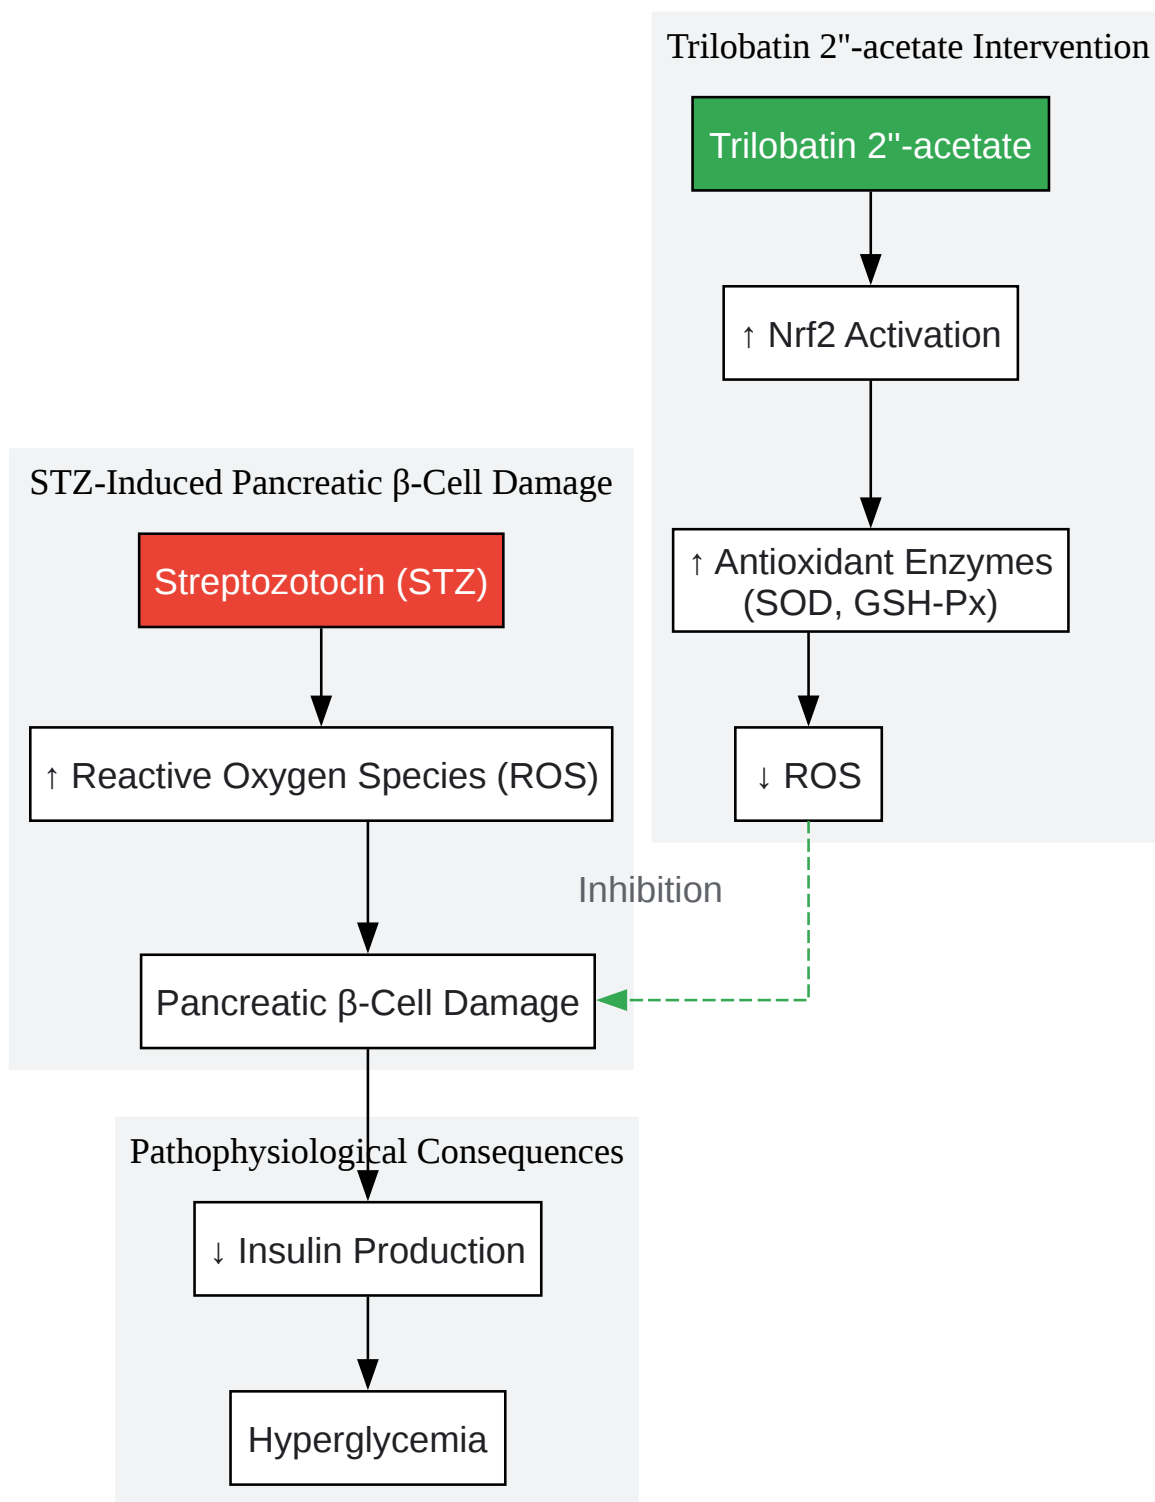 Trilobatin 2"-acetate Intervention
Trilobatin 2"-acetate
↑ Nrf2 Activation
↑ Antioxidant Enzymes
(SOD, GSH-Px)
↓ ROS
STZ-Induced Pancreatic β-Cell Damage
Streptozotocin (STZ)
↑ Reactive Oxygen Species (ROS)
Inhibition
Pancreatic β-Cell Damage
Pathophysiological Consequences
↓ Insulin Production
Hyperglycemia